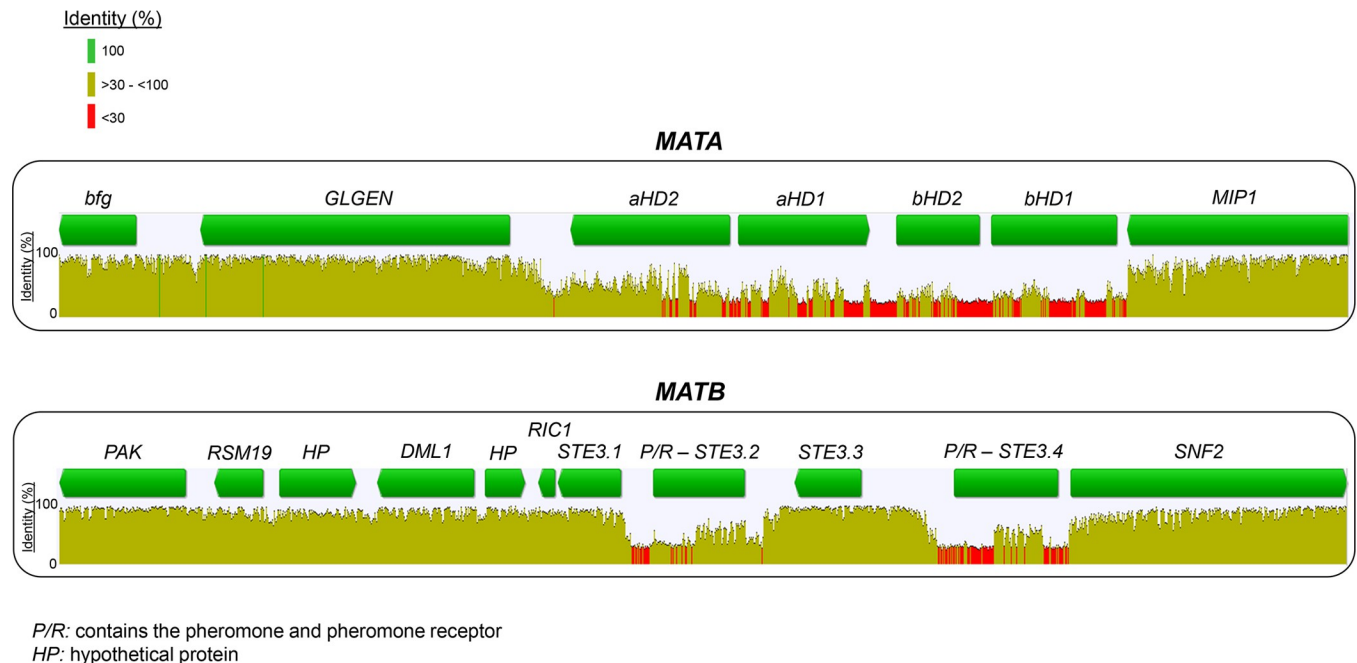 Identity (%)
100
>30 - <100
<30
MATA
bfg GLGEN aHD2 aHD1 bHD2 bHD1 MIP1
Identity (%)
100
0
MATB
RIC1
PAK RSM19 HP DML1 HP STE3.1 P/R – STE3.2 STE3.3 P/R – STE3.4 SNF2
Identity (%)
100
0
P/R: contains the pheromone and pheromone receptor
HP: hypothetical protein